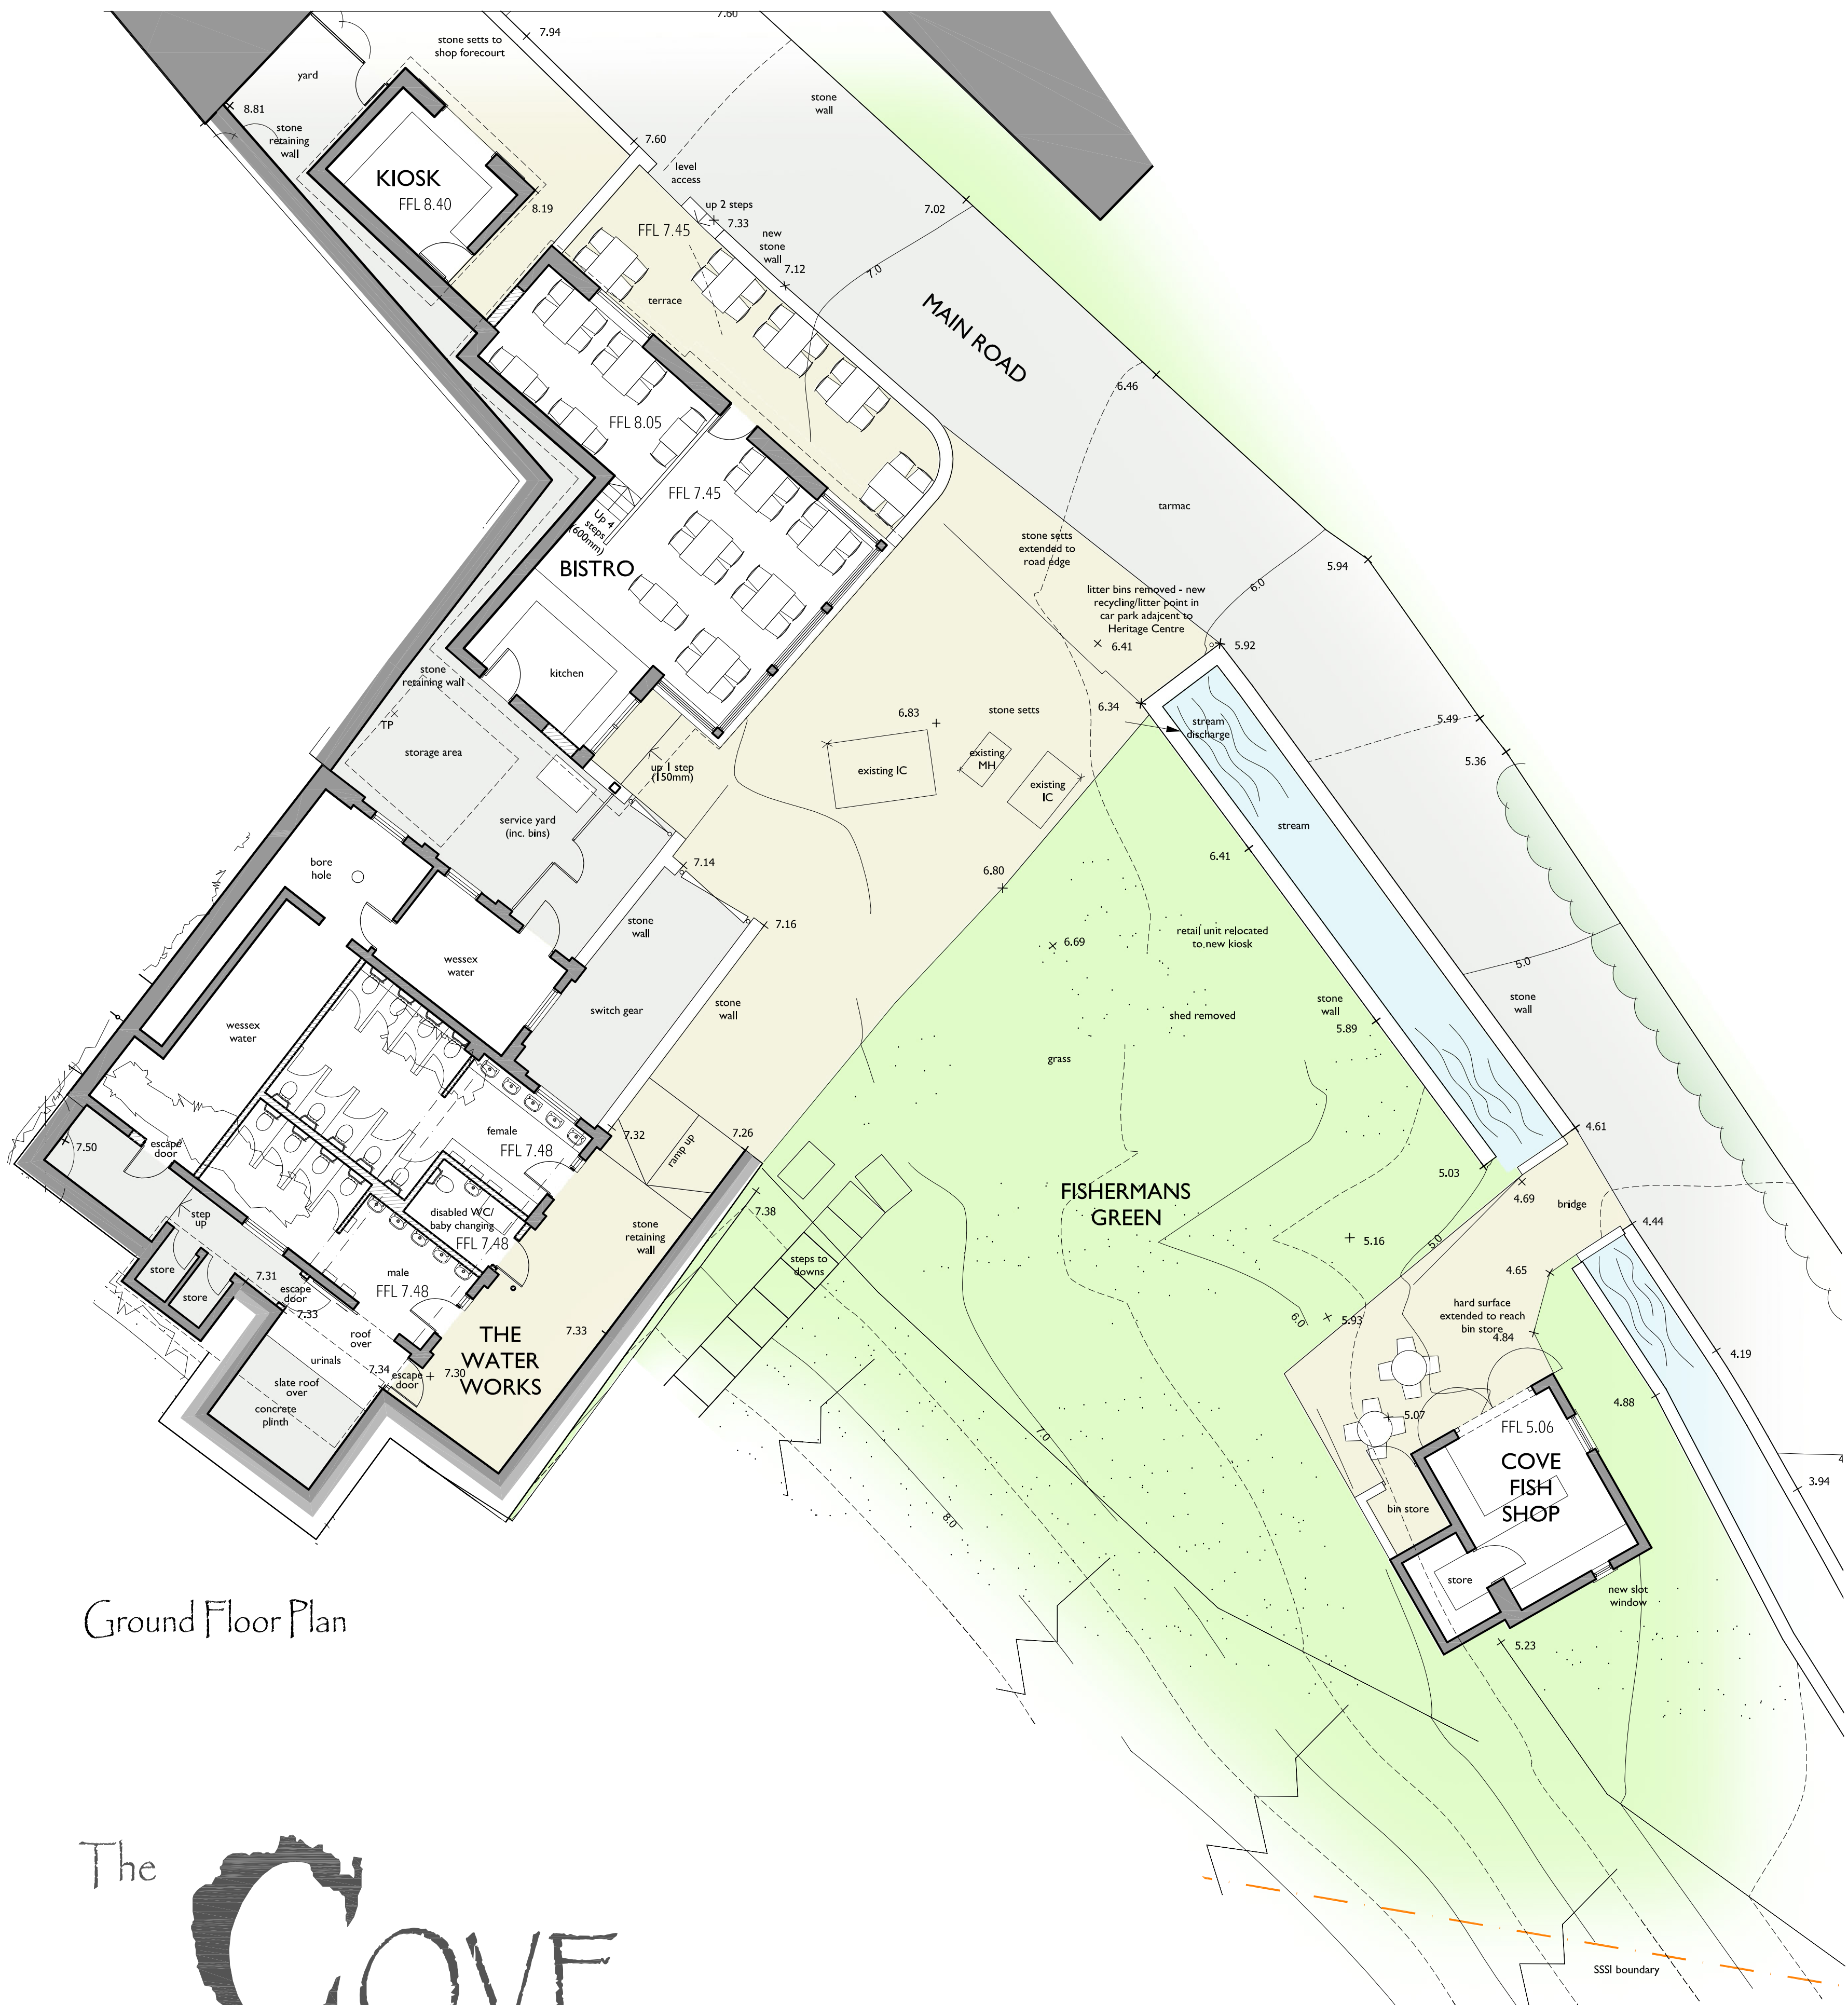 7.60
7.94
stone setts to
shop forecourt
yard
8.81
stone
retaining
wall
KIOSK
FFL 8.40
8.19
7.60
stone
wall
level
access
up 2 steps
7.33
new
stone
wall
7.12
7.02
7.0
FFL 7.45
terrace
MAIN ROAD
6.46
FFL 8.05
FFL 7.45
Up 4
steps
(600mm)
BISTRO
tarmac
stone setts
extended to
road edge
5.94
6.0
litter bins removed - new
recycling/litter point in
car park adajcent to
Heritage Centre
6.41
5.92
kitchen
stone
retaining wall
TP
storage area
6.34
stone setts
6.83
stream
discharge
5.49
5.36
existing IC
existing
MH
existing
IC
up 1 step
(150mm)
service yard
(inc. bins)
stream
7.14
6.41
6.80
bore
hole
7.16
stone
wall
retail unit relocated
to new kiosk
6.69
5.0
wessex
water
switch gear
stone
wall
shed removed
stone
wall
5.89
stone
wall
wessex
water
grass
female
FFL 7.48
7.32
ramp up
7.26
4.61
7.50
escape
door
5.03
4.69
bridge
FISHERMANS
GREEN
disabled WC/
baby changing
FFL 7.48
7.38
stone
retaining
wall
step
up
4.44
5.16
5.0
steps to
downs
4.65
store
7.31
male
FFL 7.48
store
escape
door
7.33
hard surface
extended to reach
bin store
4.84
5.93
6.0
roof
over
7.33
THE
WATER
WORKS
urinals
7.34
escape
door
7.30
4.19
slate roof
over
concrete
plinth
4.88
5.07
FFL 5.06
COVE
FISH
SHOP
7.0
3.94
4
bin store
8.0
store
new slot
window
Ground Floor Plan
5.23
The
COVE
SSSI boundary